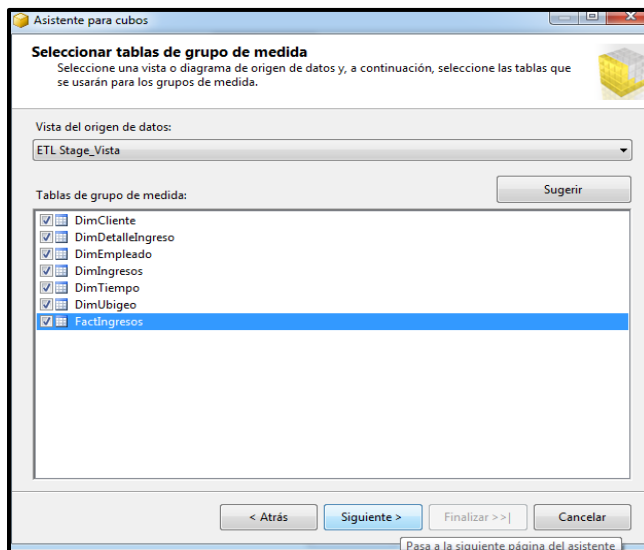 Asistente para cubos
Seleccionar tablas de grupo de medida
Seleccione una vista o diagrama de origen de datos y, a continuación, seleccione las tablas que
se usarán para los grupos de medida.
Vista del origen de datos:
ETL Stage_Vista
Sugerir
Tablas de grupo de medida:
DimCliente
DimDetalleIngreso
DimEmpleado
DimIngresos
DimTiempo
DimUbigeo
FactIngresos
< Atrás
Siguiente >
Finalizar >>|
Cancelar
Pasa a la siguiente página del asistente